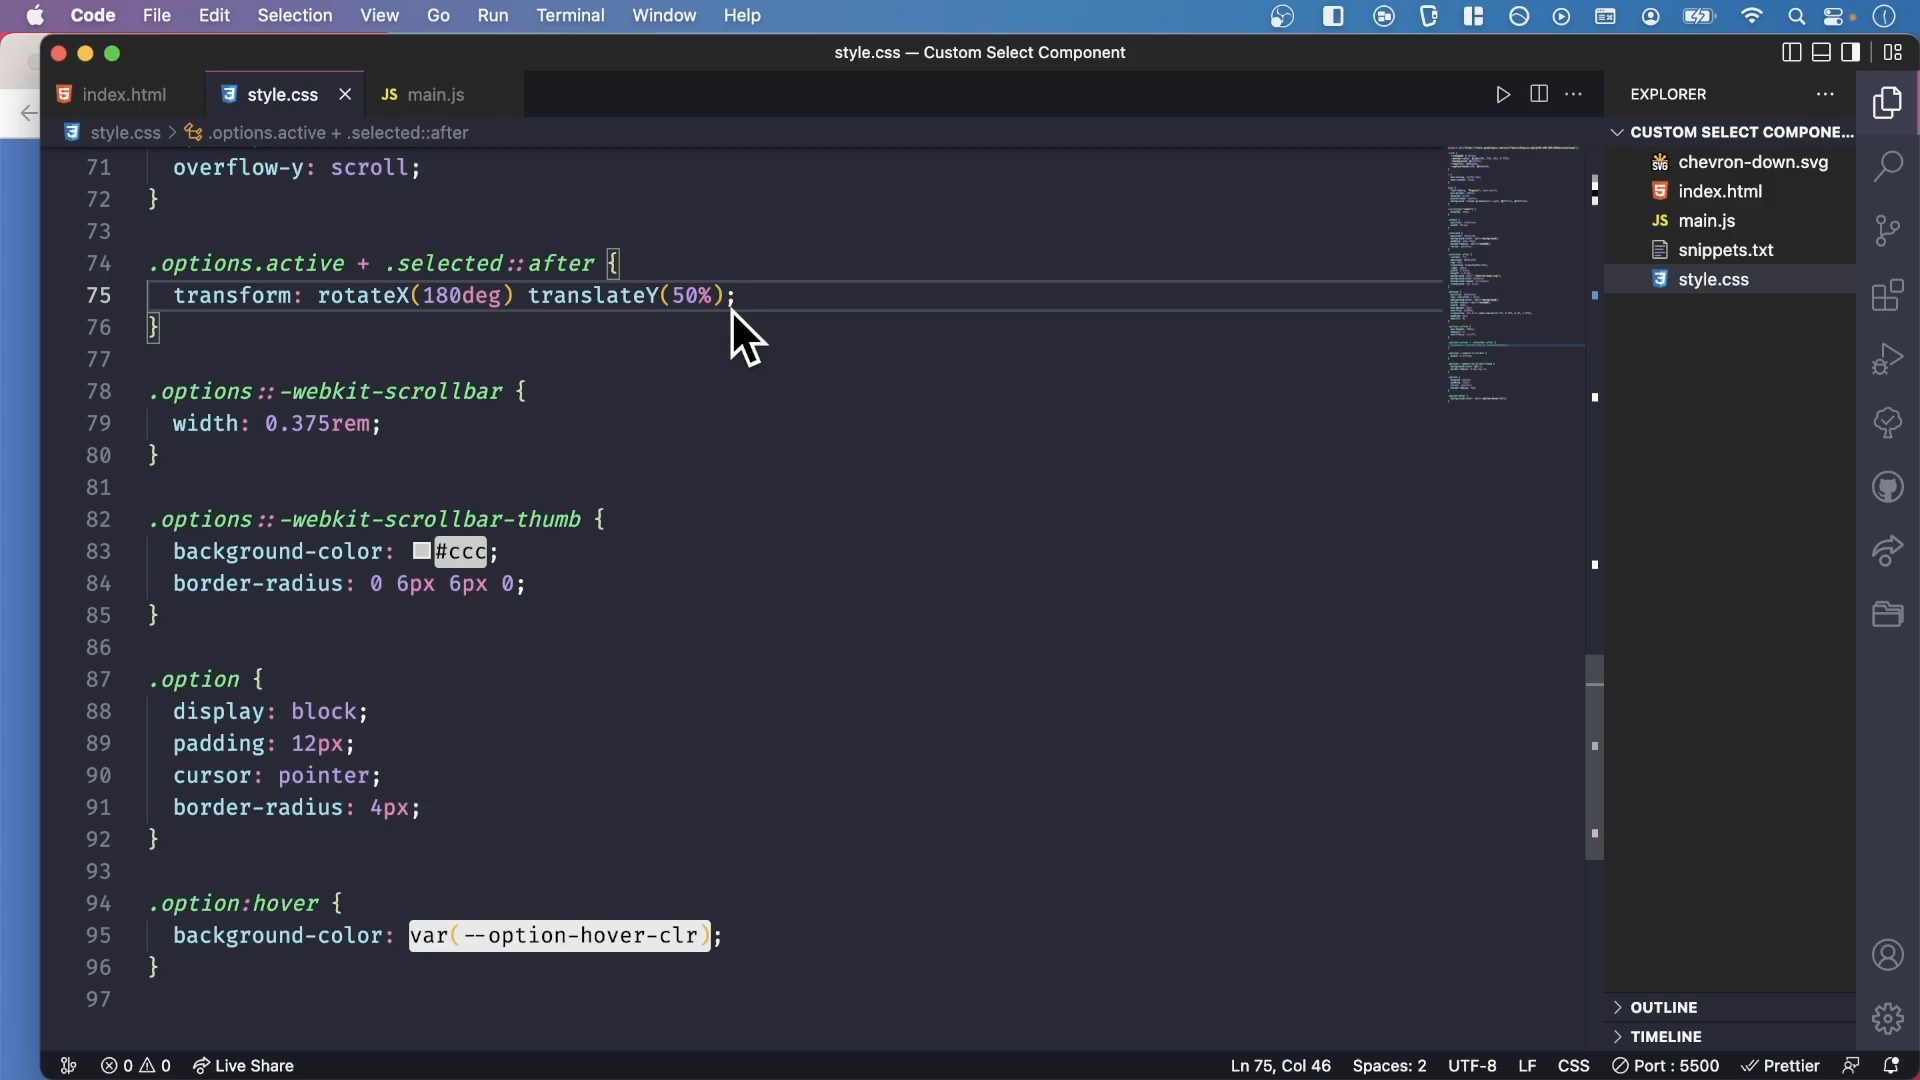 Code File Edit Selection View Go Run Terminal Window Help
style.css — Custom Select Component
index.html style.css main.js
style.css > .options.active + .selected::after
71 overflow-y: scroll;
72 }
73
74 .options.active + .selected::after {
75 transform: rotateX(180deg) translateY(50%);
76 }
77
78 .options::-webkit-scrollbar {
79 width: 0.375rem;
80 }
81
82 .options::-webkit-scrollbar-thumb {
83 background-color: #ccc;
84 border-radius: 0 6px 6px 0;
85 }
86
87 .option {
88 display: block;
89 padding: 12px;
90 cursor: pointer;
91 border-radius: 4px;
92 }
93
94 .option:hover {
95 background-color: var(--option-hover-clr);
96 }
97
EXPLORER
CUSTOM SELECT COMPONE...
chevron-down.svg
index.html
JS main.js
snippets.txt
style.css
OUTLINE
TIMELINE
0 0 Live Share Ln 75, Col 46 Spaces: 2 UTF-8 LF CSS Port : 5500 Prettier